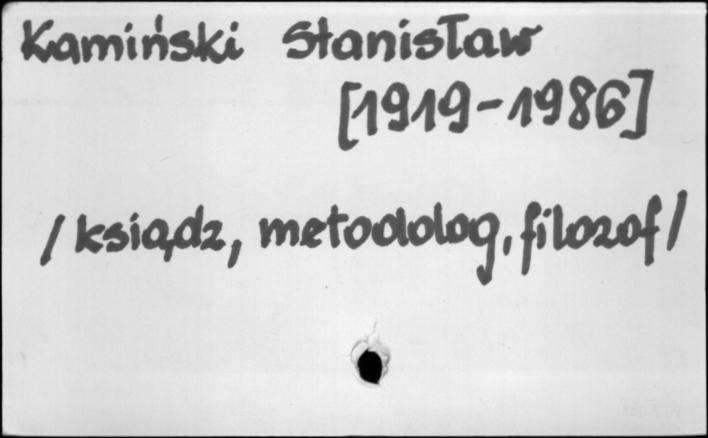 Kamiński Stanisław
[1919-1986]
/ksiądz, metodolog, filozof/